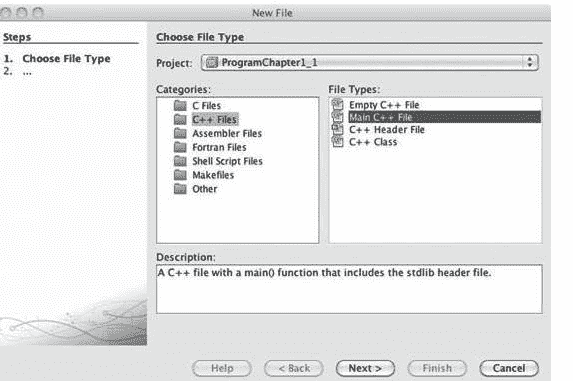 New File
Steps
1. Choose File Type
2. ...
Choose File Type
Project: ProgramChapter1_1
Categories:
C Files
C++ Files
Assembler Files
Fortran Files
Shell Script Files
Makefiles
Other
File Types:
Empty C++ File
Main C++ File
C++ Header File
C++ Class
Description:
A C++ file with a main() function that includes the stdlib header file.
Help < Back Next > Finish Cancel